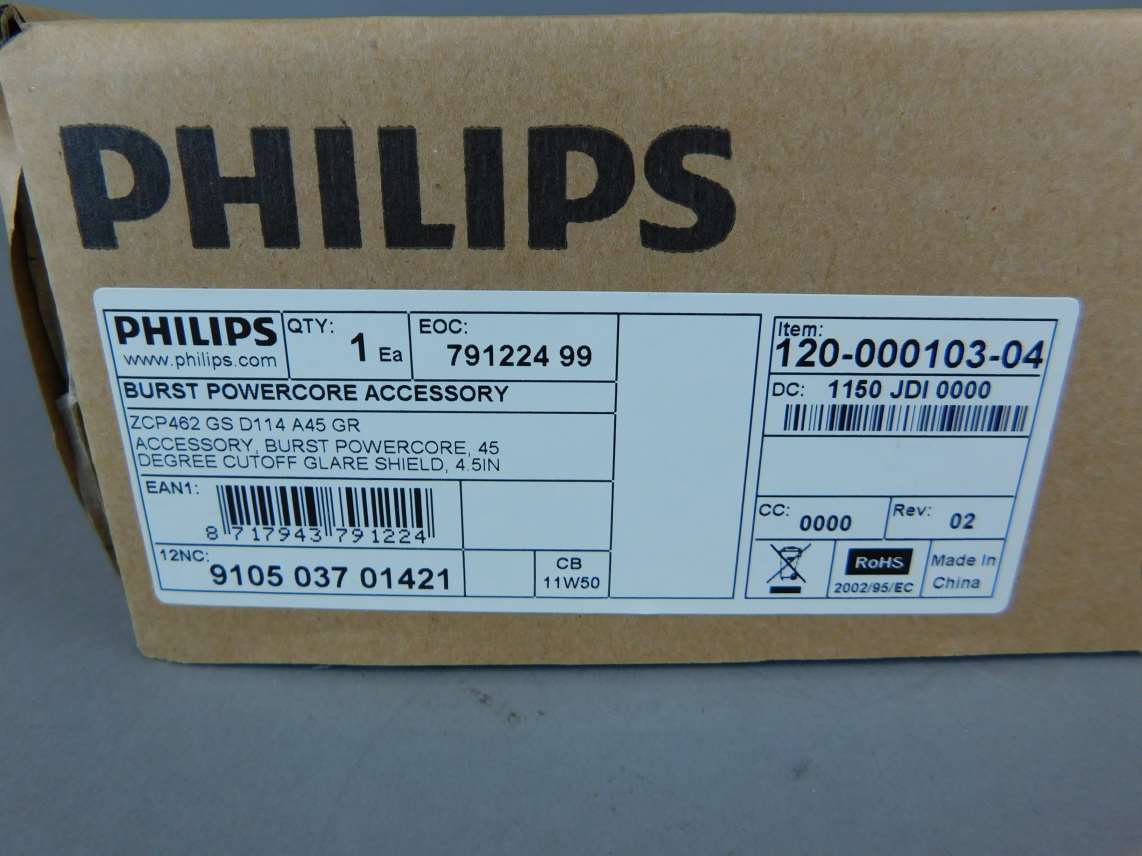 PHILIPS
PHILIPS
www.philips.com
QTY:
1 Ea
EOC:
791224 99
BURST POWERCORE ACCESSORY
ZCP462 GS D114 A45 GR
ACCESSORY, BURST POWERCORE, 45
DEGREE CUTOFF GLARE SHIELD, 4.5IN
EAN1:
8 717943 791224
12NC:
9105 037 01421
CB
11W50
Item:
120-000103-04
DC: 1150 JDI 0000
CC:
0000
Rev:
02
RoHS
2002/95/EC
Made In
China